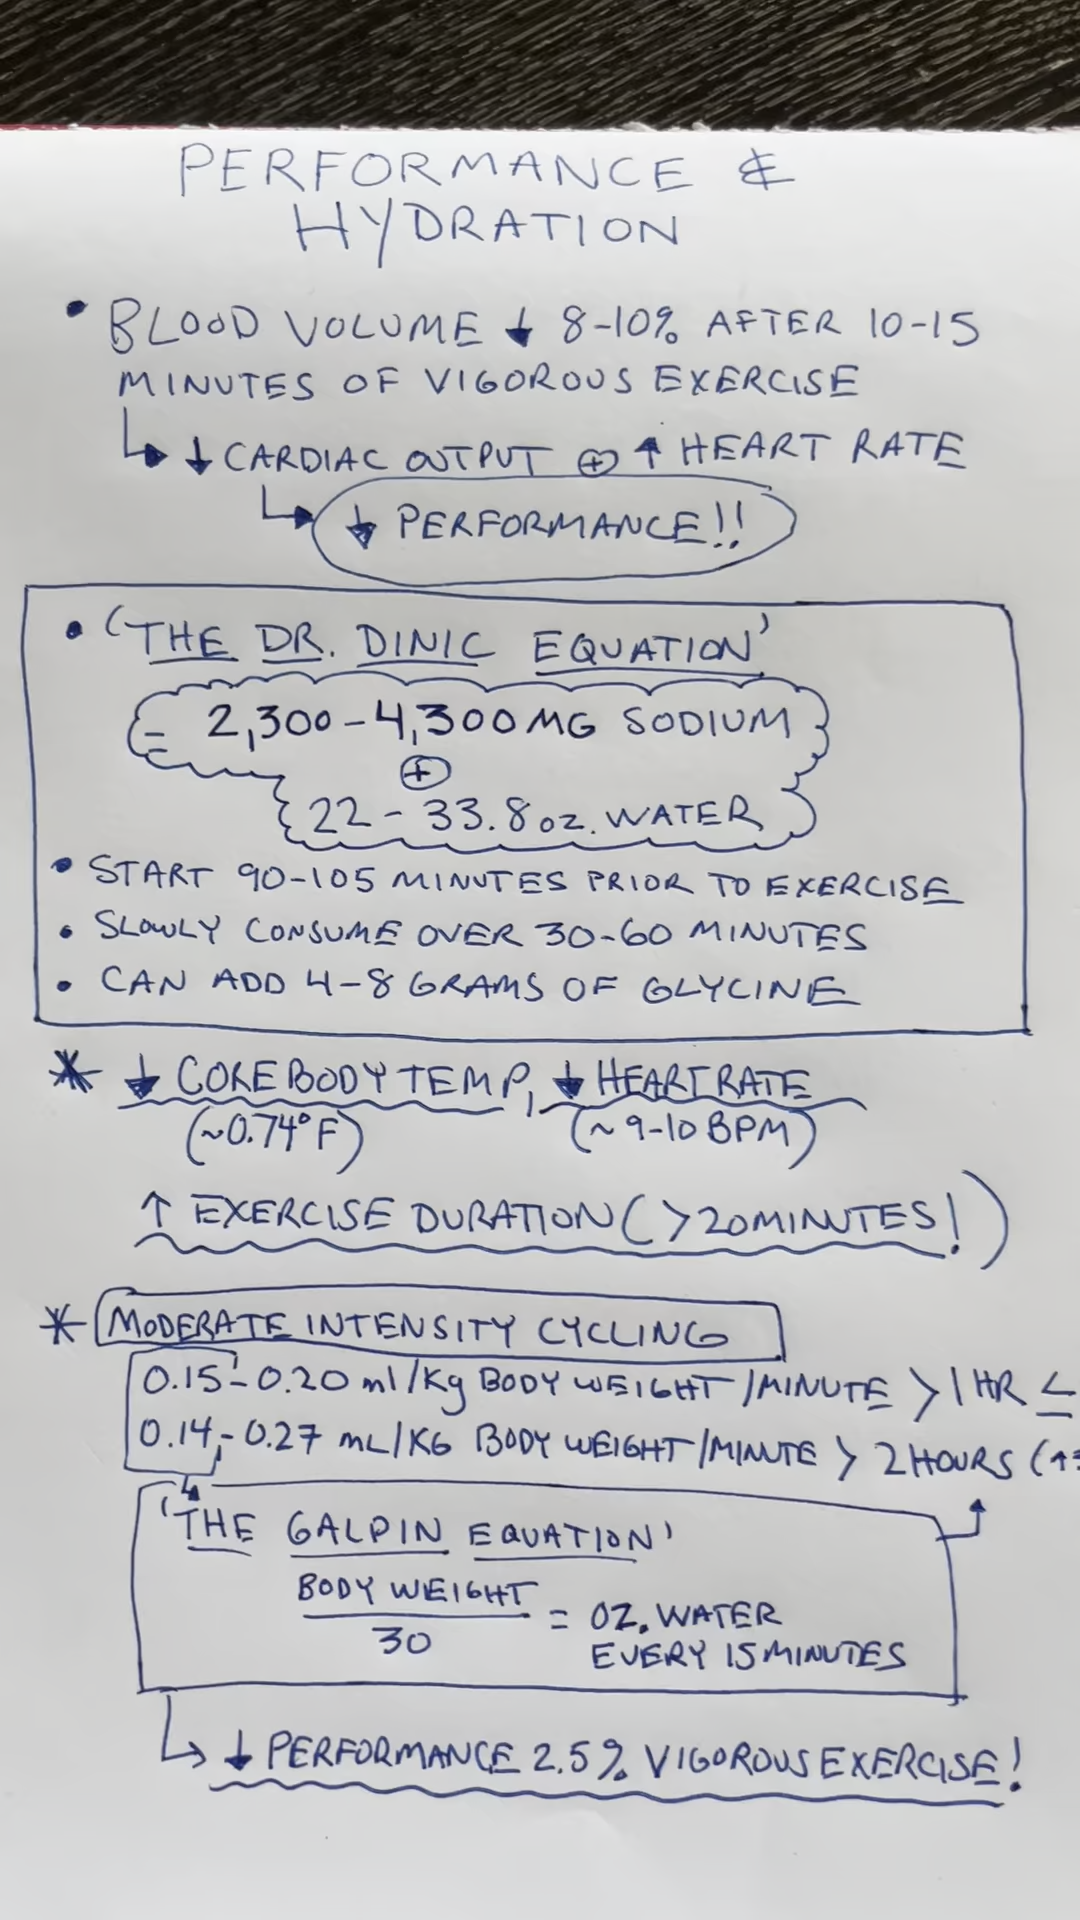 PERFORMANCE &
HYDRATION
• BLOOD VOLUME ↓ 8-10% AFTER 10-15
MINUTES OF VIGOROUS EXERCISE
↳ ↓ CARDIAC OUTPUT ⊕ ↑ HEART RATE
↳ ↓ PERFORMANCE!!
• 'THE DR. DINIC EQUATION'
= 2,300-4,300MG SODIUM
⊕
22-33.8 oz. WATER
• START 90-105 MINUTES PRIOR TO EXERCISE
• SLOWLY CONSUME OVER 30-60 MINUTES
• CAN ADD 4-8 GRAMS OF GLYCINE
* ↓ CORE BODY TEMP, ↓ HEART RATE
(~0.74°F) (~9-10 BPM)
↑ EXERCISE DURATION (>20 MINUTES!)
* MODERATE INTENSITY CYCLING
0.15-0.20 ml/Kg BODY WEIGHT/MINUTE > 1 HR ≤
0.14-0.27 mL/KG BODY WEIGHT/MINUTE > 2 HOURS (↑
'THE GALPIN EQUATION'
BODY WEIGHT
30
= OZ. WATER
EVERY 15 MINUTES
↳ ↓ PERFORMANCE 2.5% VIGOROUS EXERCISE!